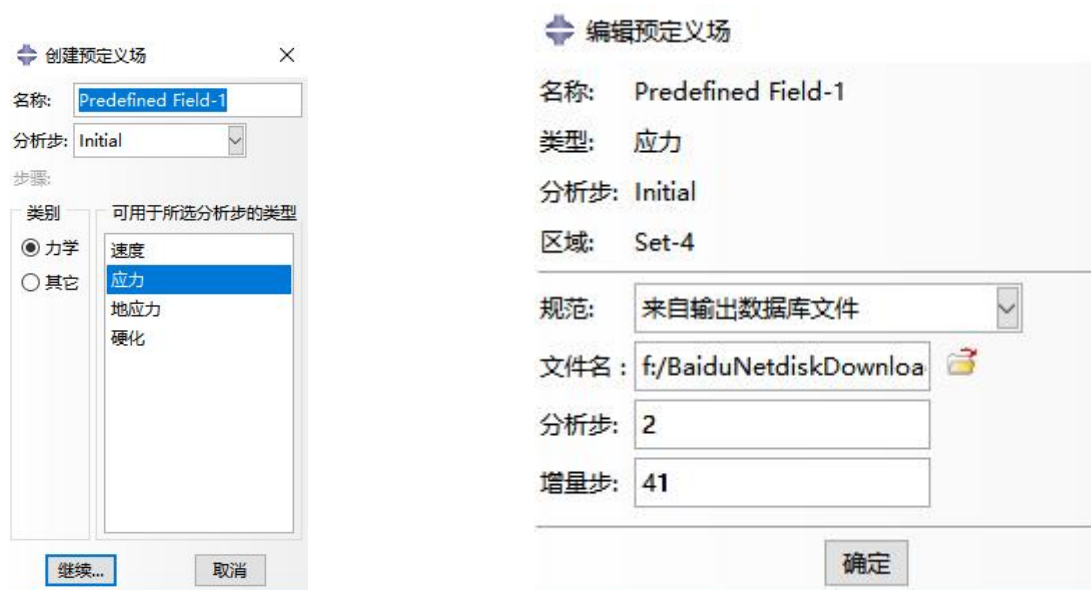 创建预定义场
名称: Predefined Field-1
分析步: Initial
步骤:
类别
力学
其它
可用于所选分析步的类型
速度
应力
地应力
硬化
继续...
取消
编辑预定义场
名称: Predefined Field-1
类型: 应力
分析步: Initial
区域: Set-4
规范: 来自输出数据库文件
文件名: f:/BaiduNetdiskDownloa
分析步: 2
增量步: 41
确定